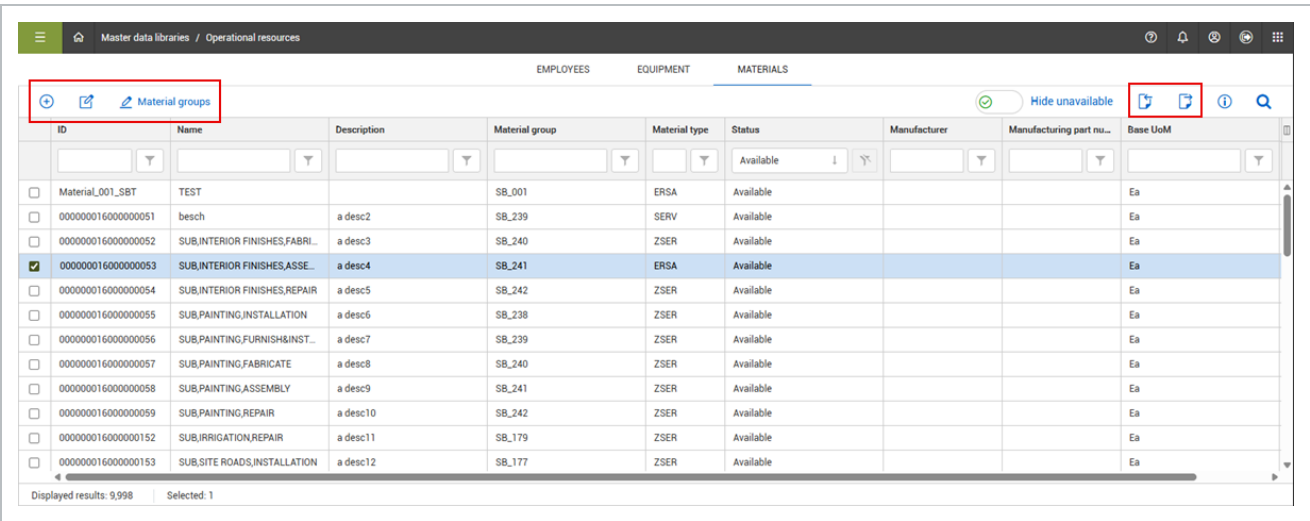 Master data libraries / Operational resources
EMPLOYEES EQUIPMENT MATERIALS
Material groups Hide unavailable
ID Name Description Material group Material type Status Manufacturer Manufacturing part nu... Base UoM
Available
Material_001_SBT TEST SB_001 ERSA Available Ea
000000016000000051 besch a desc2 SB_239 SERV Available Ea
000000016000000052 SUB,INTERIOR FINISHES,FABRI... a desc3 SB_240 ZSER Available Ea
000000016000000053 SUB,INTERIOR FINISHES,ASSE... a desc4 SB_241 ERSA Available Ea
000000016000000054 SUB,INTERIOR FINISHES,REPAIR a desc5 SB_242 ZSER Available Ea
000000016000000055 SUB,PAINTING,INSTALLATION a desc6 SB_238 ZSER Available Ea
000000016000000056 SUB,PAINTING,FURNISH&INST... a desc7 SB_239 ZSER Available Ea
000000016000000057 SUB,PAINTING,FABRICATE a desc8 SB_240 ZSER Available Ea
000000016000000058 SUB,PAINTING,ASSEMBLY a desc9 SB_241 ZSER Available Ea
000000016000000059 SUB,PAINTING,REPAIR a desc10 SB_242 ZSER Available Ea
000000016000000152 SUB,IRRIGATION,REPAIR a desc11 SB_179 ZSER Available Ea
000000016000000153 SUB,SITE ROADS,INSTALLATION a desc12 SB_177 ZSER Available Ea
Displayed results: 9,998 Selected: 1